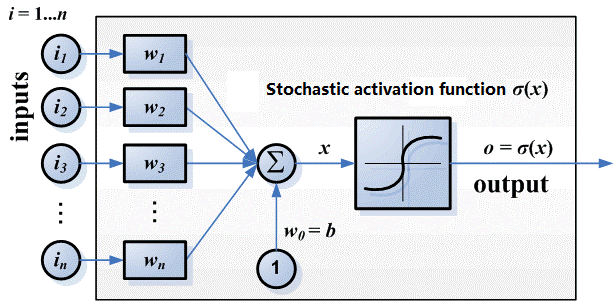 i = 1...n
inputs
i1
w1
i2
w2
Stochastic activation function σ(x)
i3
w3
∑
x
o = σ(x)
output
⋮
⋮
w0 = b
in
wn
1